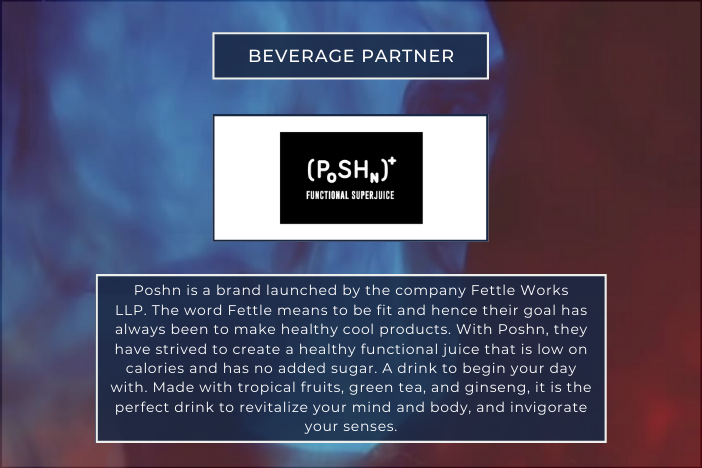 BEVERAGE PARTNER
(PoSHN)+
FUNCTIONAL SUPERJUICE
Poshn is a brand launched by the company Fettle Works
LLP. The word Fettle means to be fit and hence their goal has
always been to make healthy cool products. With Poshn, they
have strived to create a healthy functional juice that is low on
calories and has no added sugar. A drink to begin your day
with. Made with tropical fruits, green tea, and ginseng, it is the
perfect drink to revitalize your mind and body, and invigorate
your senses.